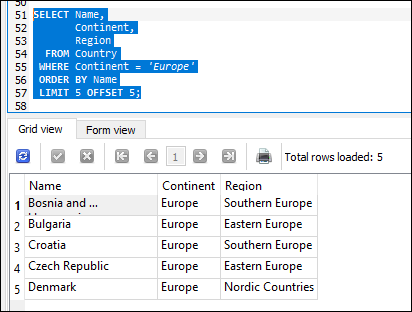 50
51 SELECT Name,
52 Continent,
53 Region
54 FROM Country
55 WHERE Continent = 'Europe'
56 ORDER BY Name
57 LIMIT 5 OFFSET 5;
58
Grid view Form view
1 Total rows loaded: 5
Name Continent Region
1 Bosnia and ... Europe Southern Europe
2 Bulgaria Europe Eastern Europe
3 Croatia Europe Southern Europe
4 Czech Republic Europe Eastern Europe
5 Denmark Europe Nordic Countries